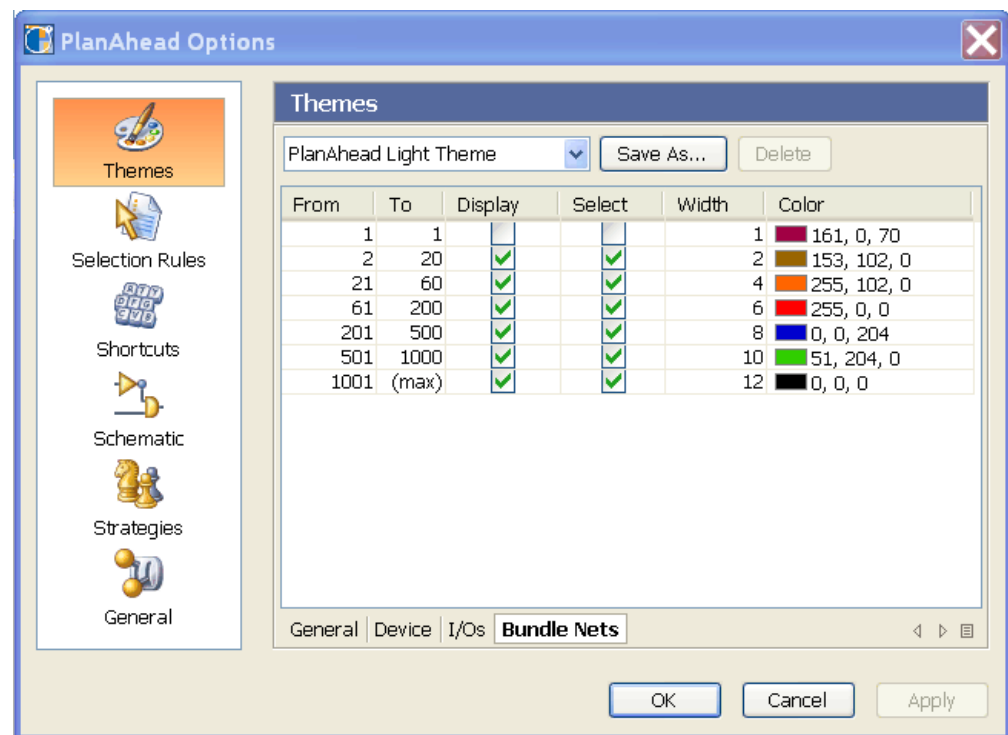 PlanAhead Options
Themes
Selection Rules
Shortcuts
Schematic
Strategies
General
Themes
PlanAhead Light Theme Save As... Delete
From To Display Select Width Color
1 1 1 161, 0, 70
2 20 2 153, 102, 0
21 60 4 255, 102, 0
61 200 6 255, 0, 0
201 500 8 0, 0, 204
501 1000 10 51, 204, 0
1001 (max) 12 0, 0, 0
General Device I/Os Bundle Nets
OK Cancel Apply